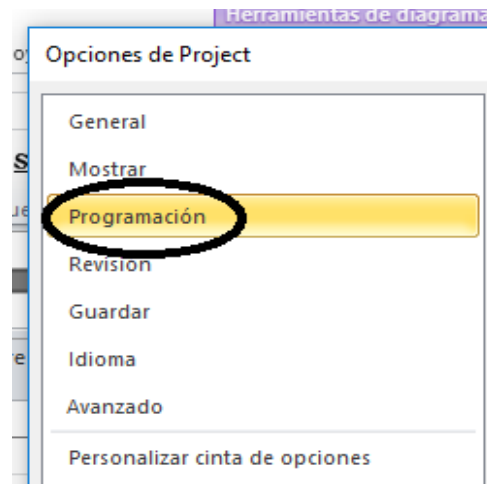 Herramientas de diagrama
Opciones de Project
General
Mostrar
Programación
Revisión
Guardar
Idioma
Avanzado
Personalizar cinta de opciones